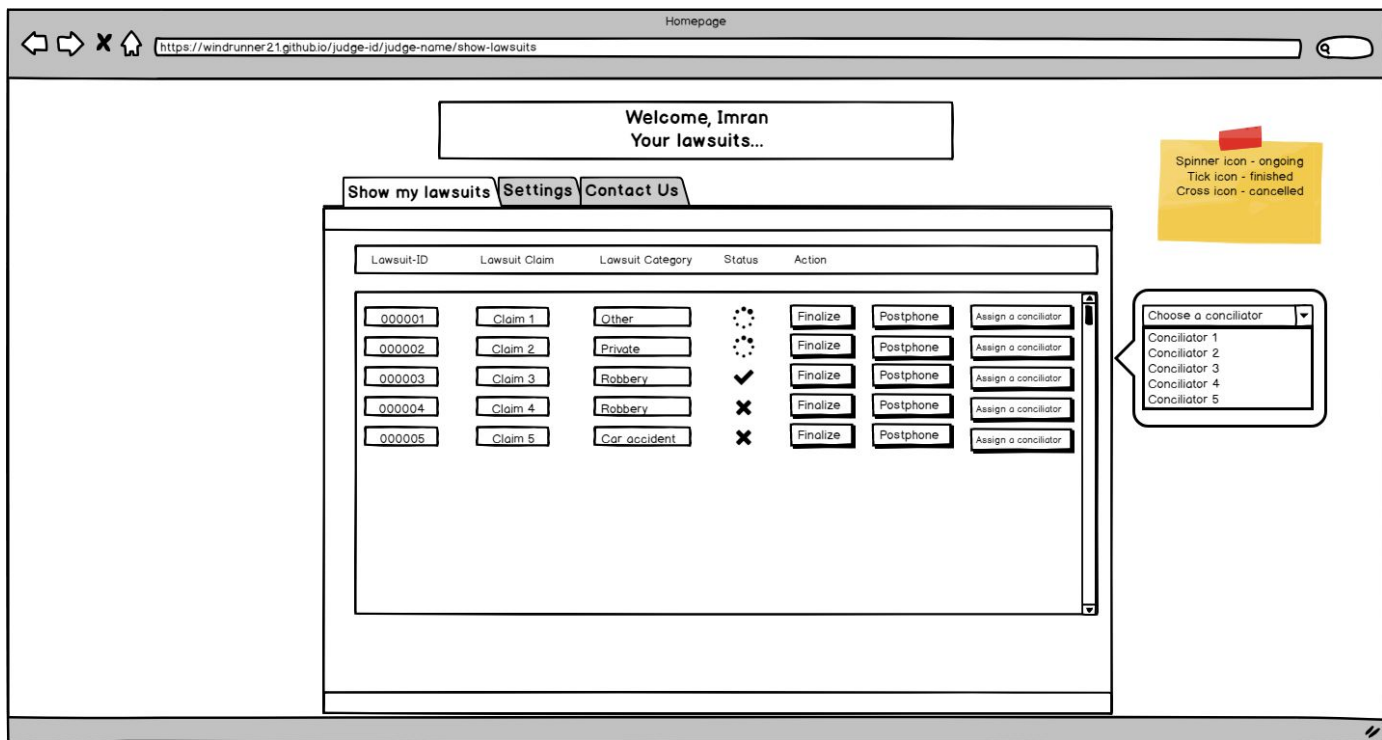 Homepage
https://windrunner21.github.io/judge-id/judge-name/show-lawsuits
Welcome, Imran
Your lawsuits...
Spinner icon - ongoing
Tick icon - finished
Cross icon - cancelled
Show my lawsuits Settings Contact Us
Lawsuit-ID Lawsuit Claim Lawsuit Category Status Action
000001 Claim 1 Other Finalize Postphone Assign a conciliator
000002 Claim 2 Private Finalize Postphone Assign a conciliator
000003 Claim 3 Robbery Finalize Postphone Assign a conciliator
000004 Claim 4 Robbery Finalize Postphone Assign a conciliator
000005 Claim 5 Car accident Finalize Postphone Assign a conciliator
Choose a conciliator
Conciliator 1
Conciliator 2
Conciliator 3
Conciliator 4
Conciliator 5